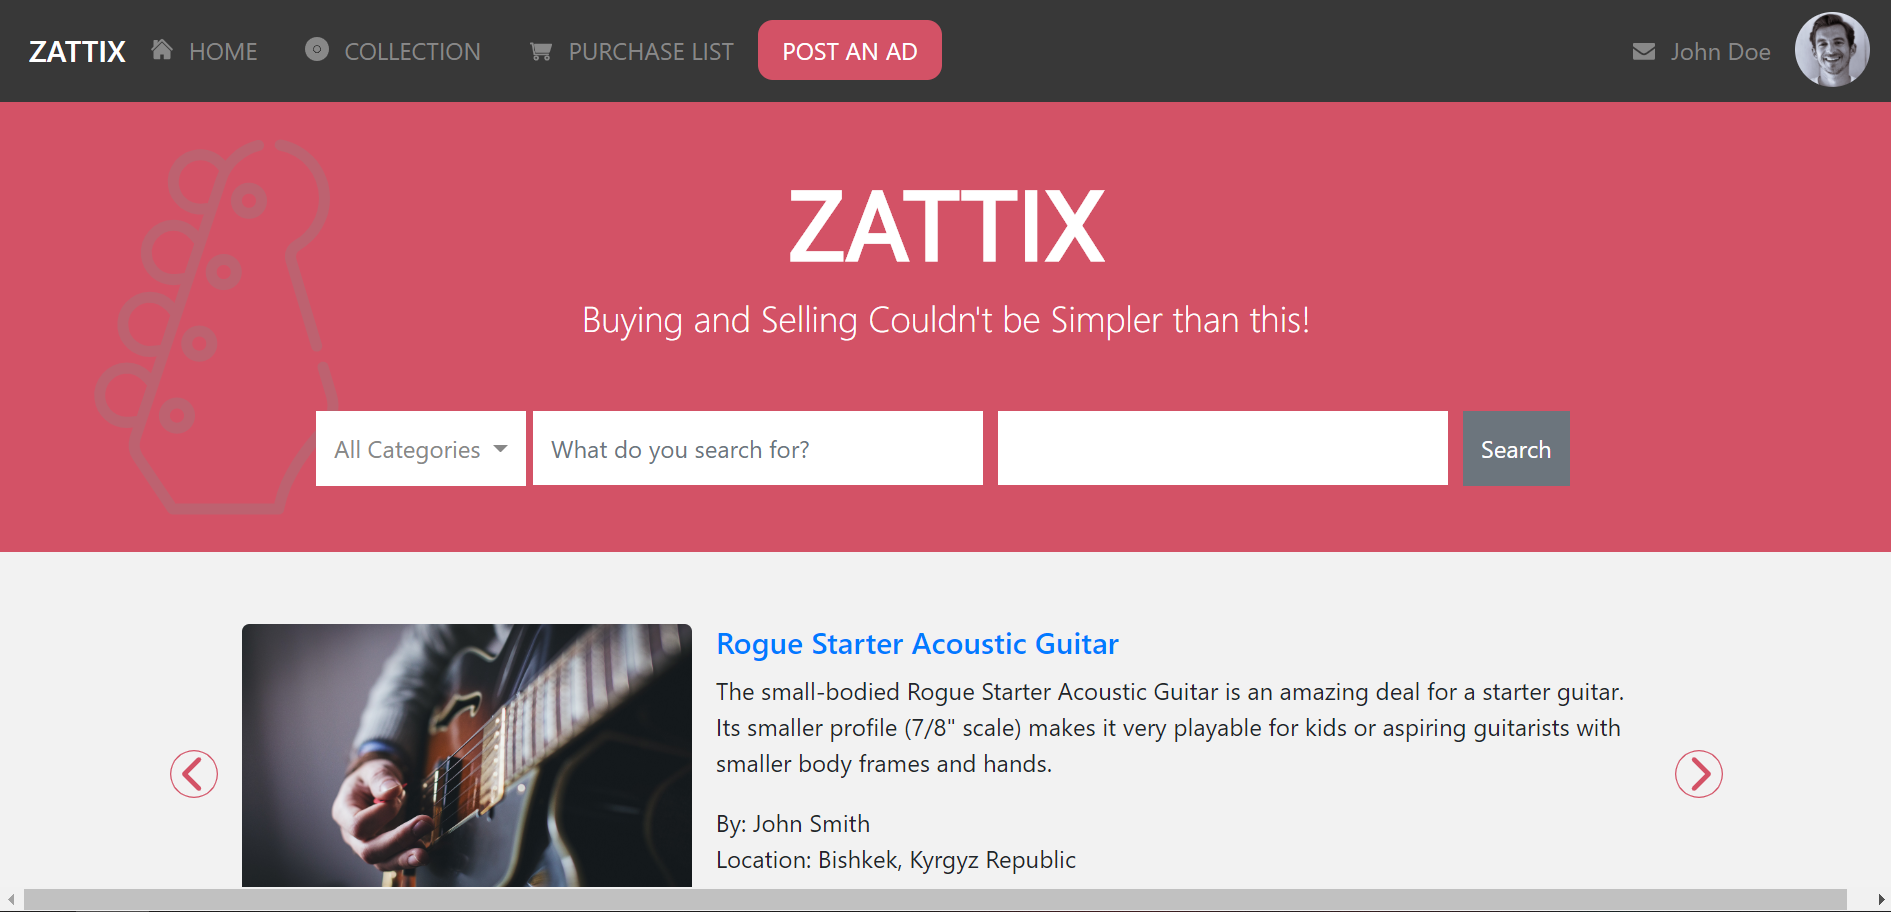 ZATTIX HOME COLLECTION PURCHASE LIST POST AN AD John Doe
ZATTIX
Buying and Selling Couldn't be Simpler than this!
All Categories What do you search for? Search
Rogue Starter Acoustic Guitar
The small-bodied Rogue Starter Acoustic Guitar is an amazing deal for a starter guitar.
Its smaller profile (7/8" scale) makes it very playable for kids or aspiring guitarists with
smaller body frames and hands.
By: John Smith
Location: Bishkek, Kyrgyz Republic